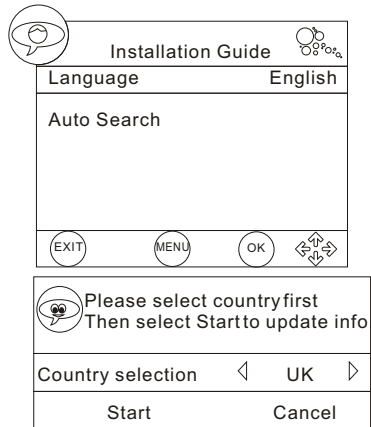 Installation Guide
Language English
Auto Search
EXIT MENU OK
Please select country first
Then select Start to update info
Country selection UK
Start Cancel